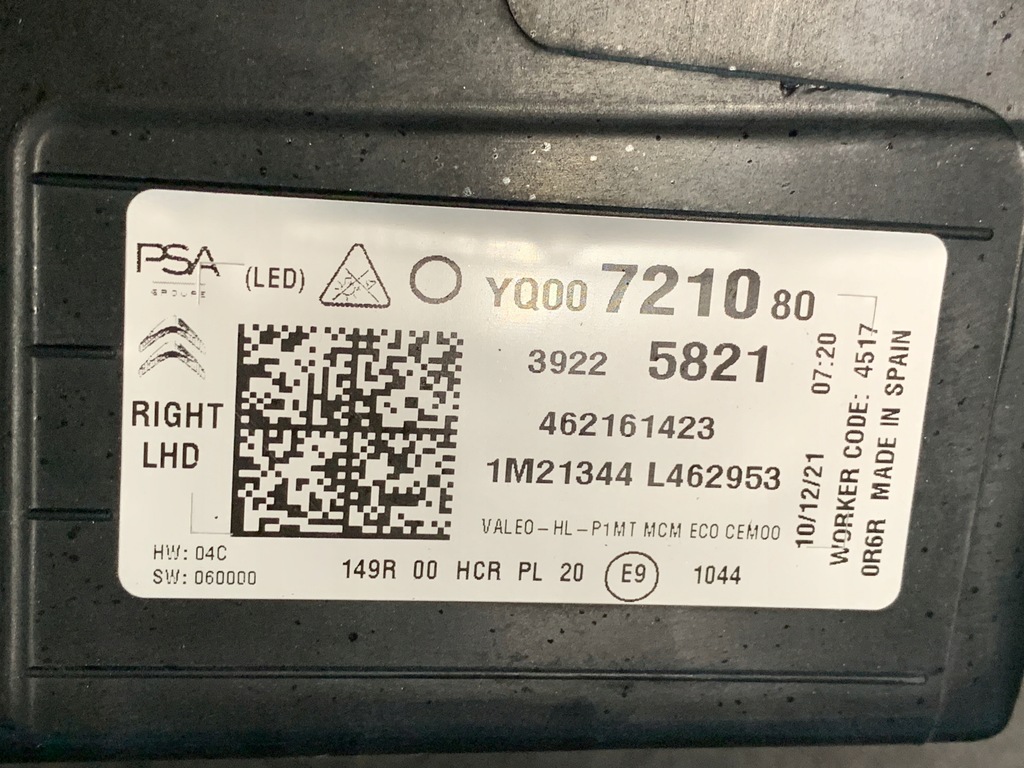 PSA
GROUPE
(LED)
YQ00 7210 80
3922 5821
462161423
1M21344 L462953
VALEO-HL-P1MT MCM ECO CEM00
RIGHT
LHD
HW: 04C
SW: 060000
149R 00 HCR PL 20 E9 1044
10/12/21 07:20
WORKER CODE: 4517
0R6R MADE IN SPAIN